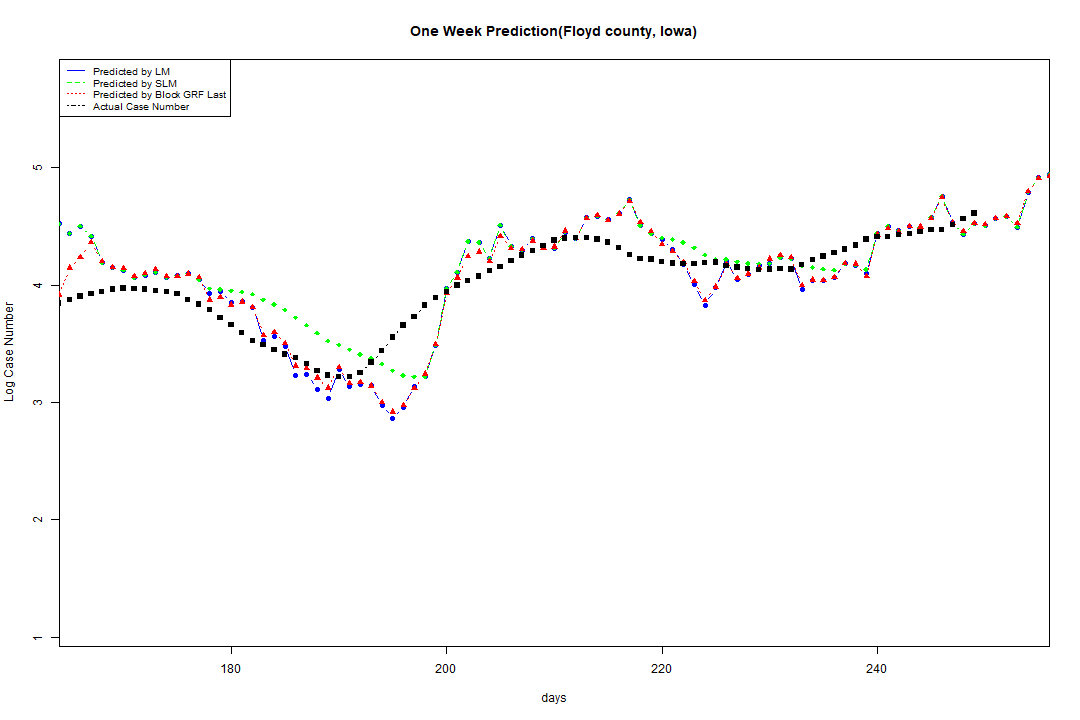 One Week Prediction(Floyd county, Iowa)
Predicted by LM
Predicted by SLM
Predicted by Block GRF Last
Actual Case Number
5
4
3
2
1
Log Case Number
180 200 220 240
days